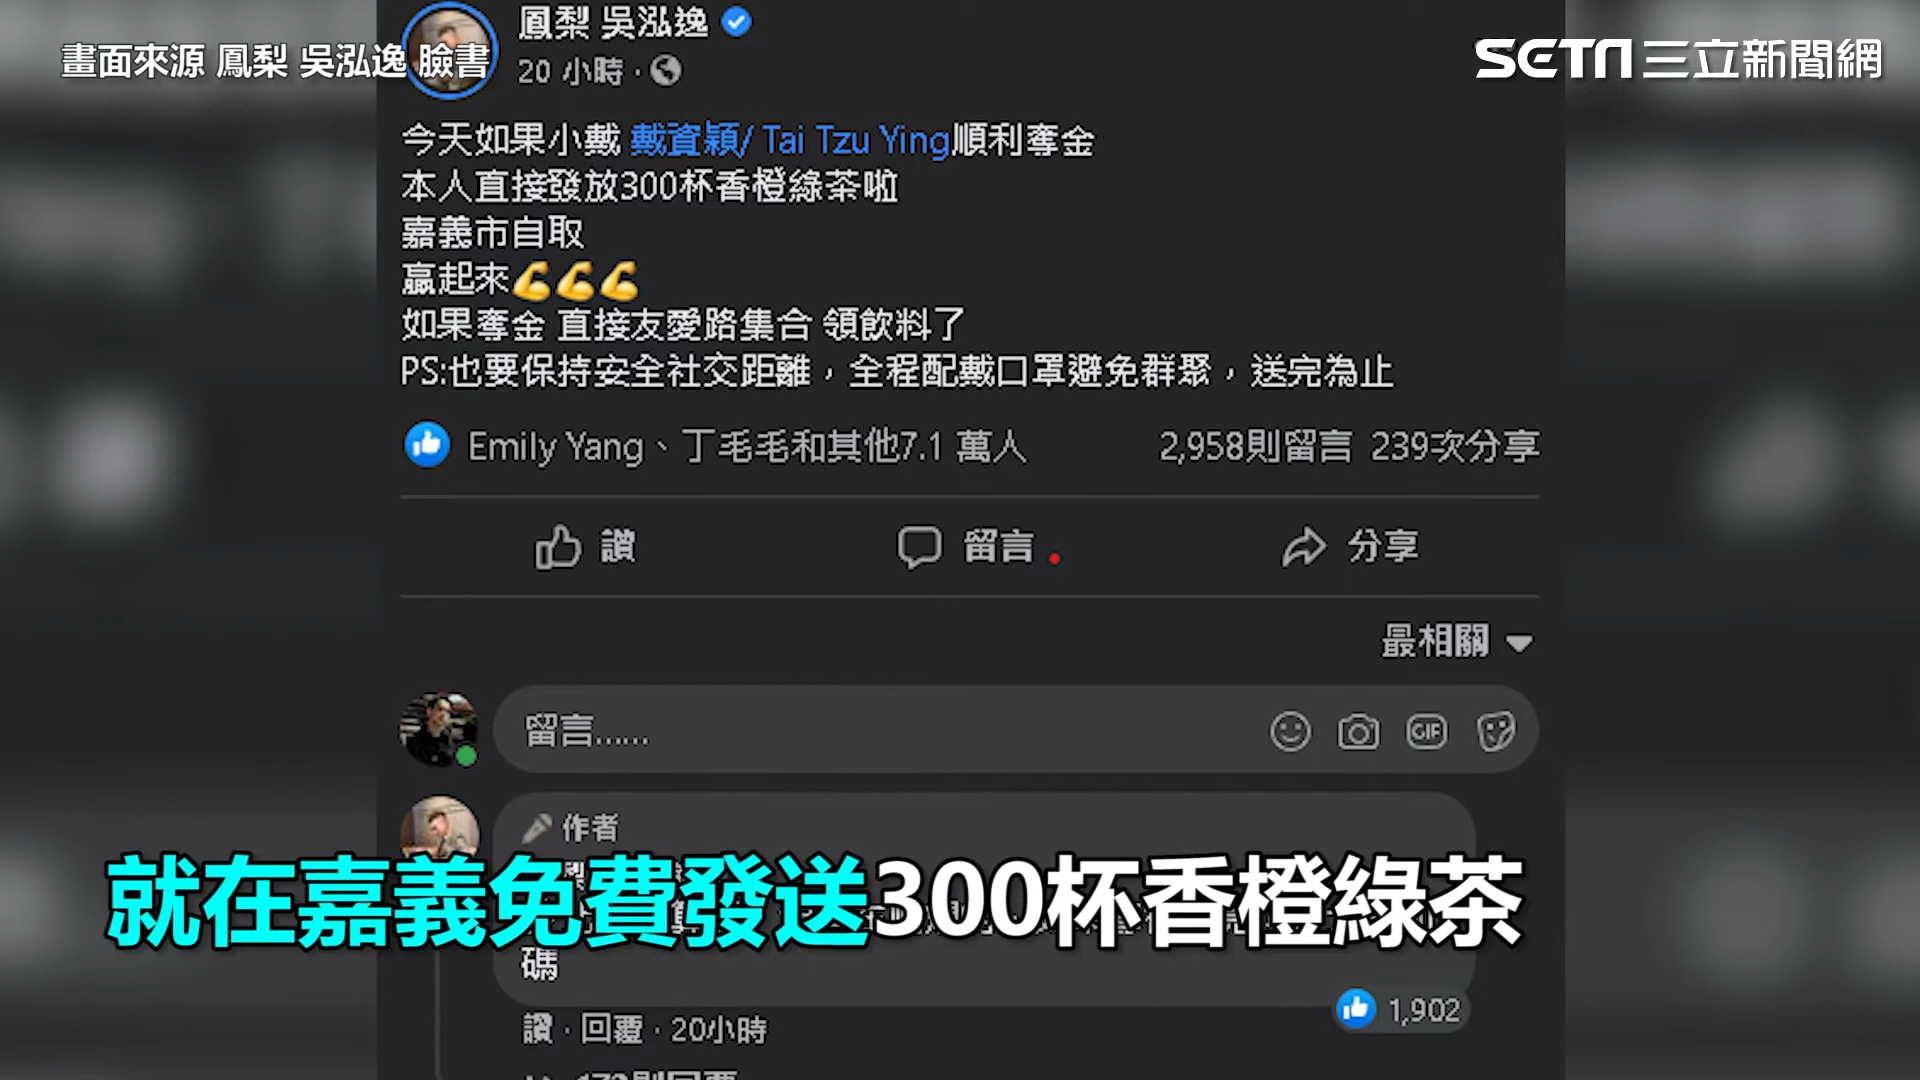 鳳梨 吳泓逸
畫面來源 鳳梨 吳泓逸 臉書
20 小時
SETN三立新聞網
今天如果小戴 戴資穎/ Tai Tzu Ying順利奪金
本人直接發放300杯香橙綠茶啦
嘉義市自取
贏起來💪💪💪
如果奪金 直接友愛路集合 領飲料了
PS:也要保持安全社交距離，全程配戴口罩避免群聚，送完為止
Emily Yang、丁毛毛和其他7.1 萬人
2,958則留言 239次分享
讚
留言
分享
最相關
留言......
GIF
作者
就在嘉義免費發送300杯香橙綠茶
碼
讚 · 回覆 · 20小時
1,902